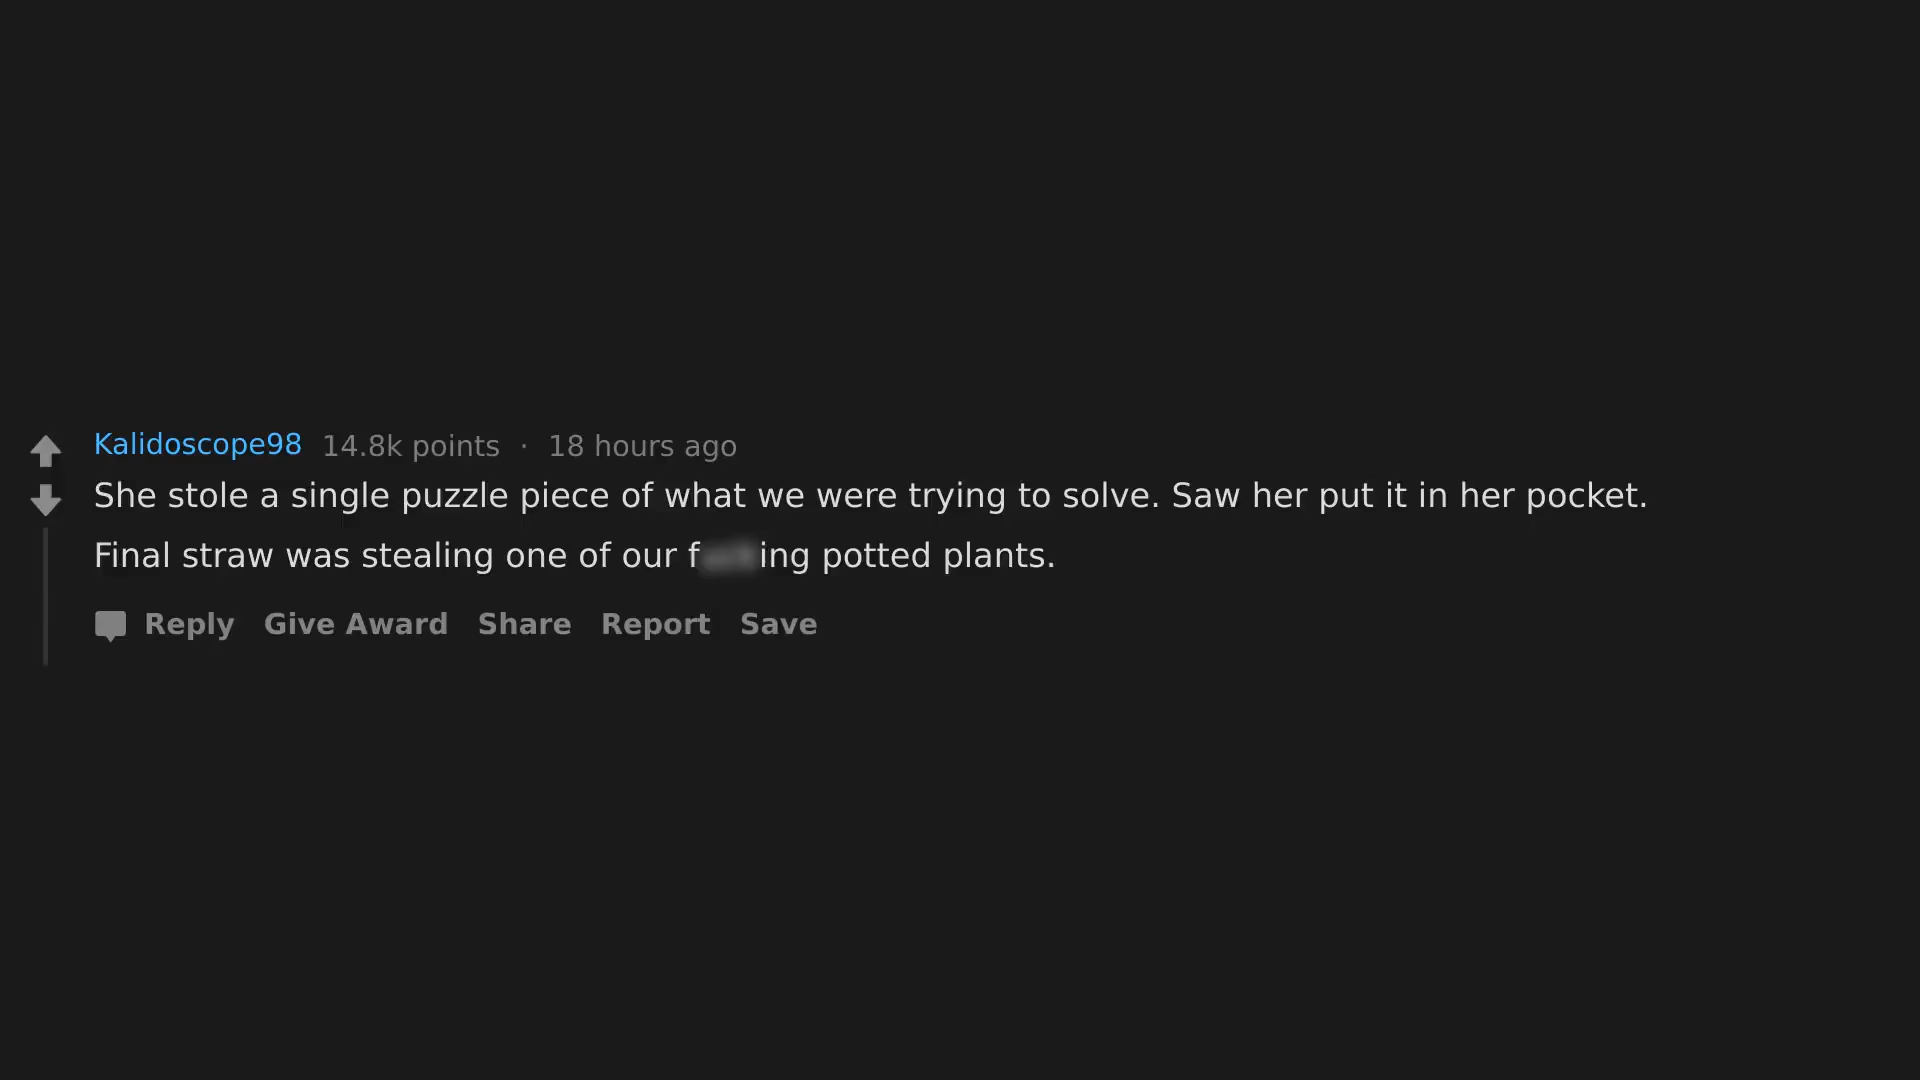 Kalidoscope98 14.8k points · 18 hours ago
She stole a single puzzle piece of what we were trying to solve. Saw her put it in her pocket.
Final straw was stealing one of our f ing potted plants.
Reply Give Award Share Report Save